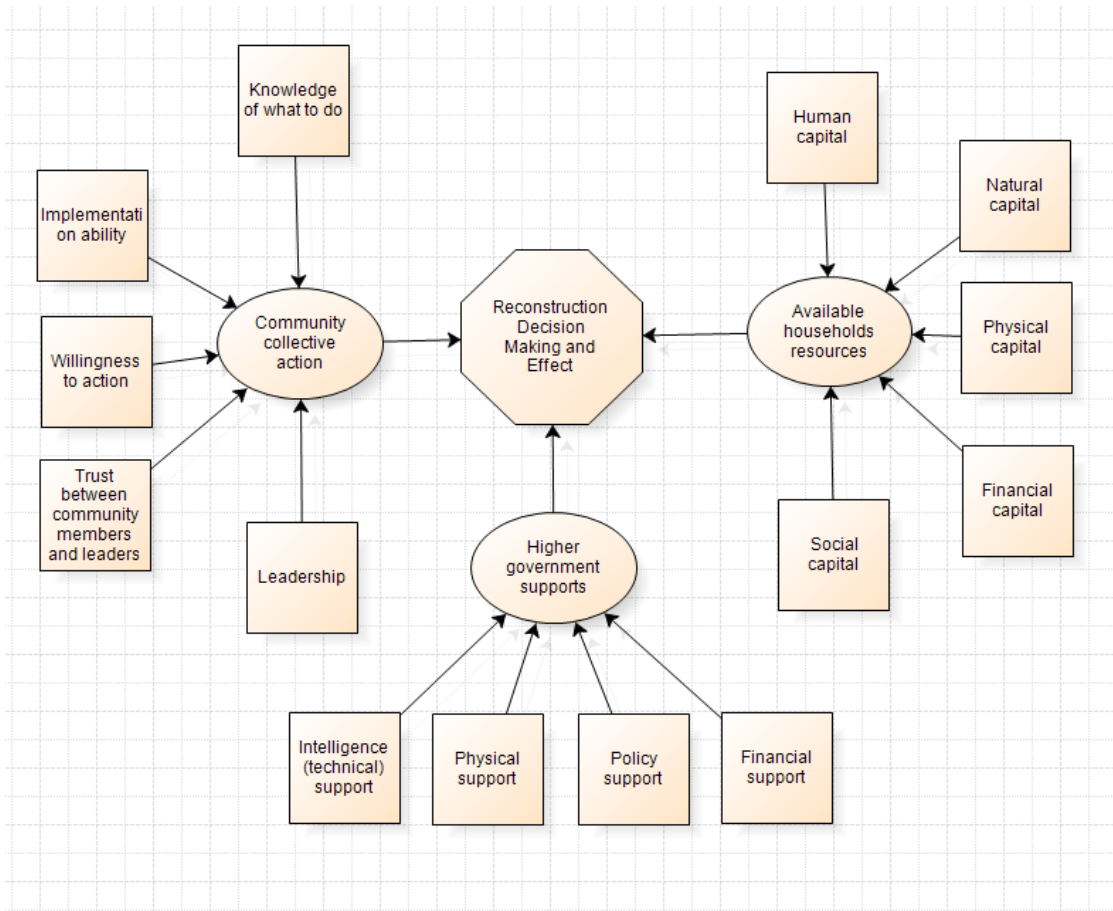 Knowledge
of what to do
Human
capital
Implementati
on ability
Natural
capital
Community
collective
action
Reconstruction
Decision
Making and
Effect
Available
households
resources
Physical
capital
Willingness
to action
Trust
between
community
members
and leaders
Leadership
Higher
government
supports
Social
capital
Financial
capital
Intelligence
(technical)
support
Physical
support
Policy
support
Financial
support